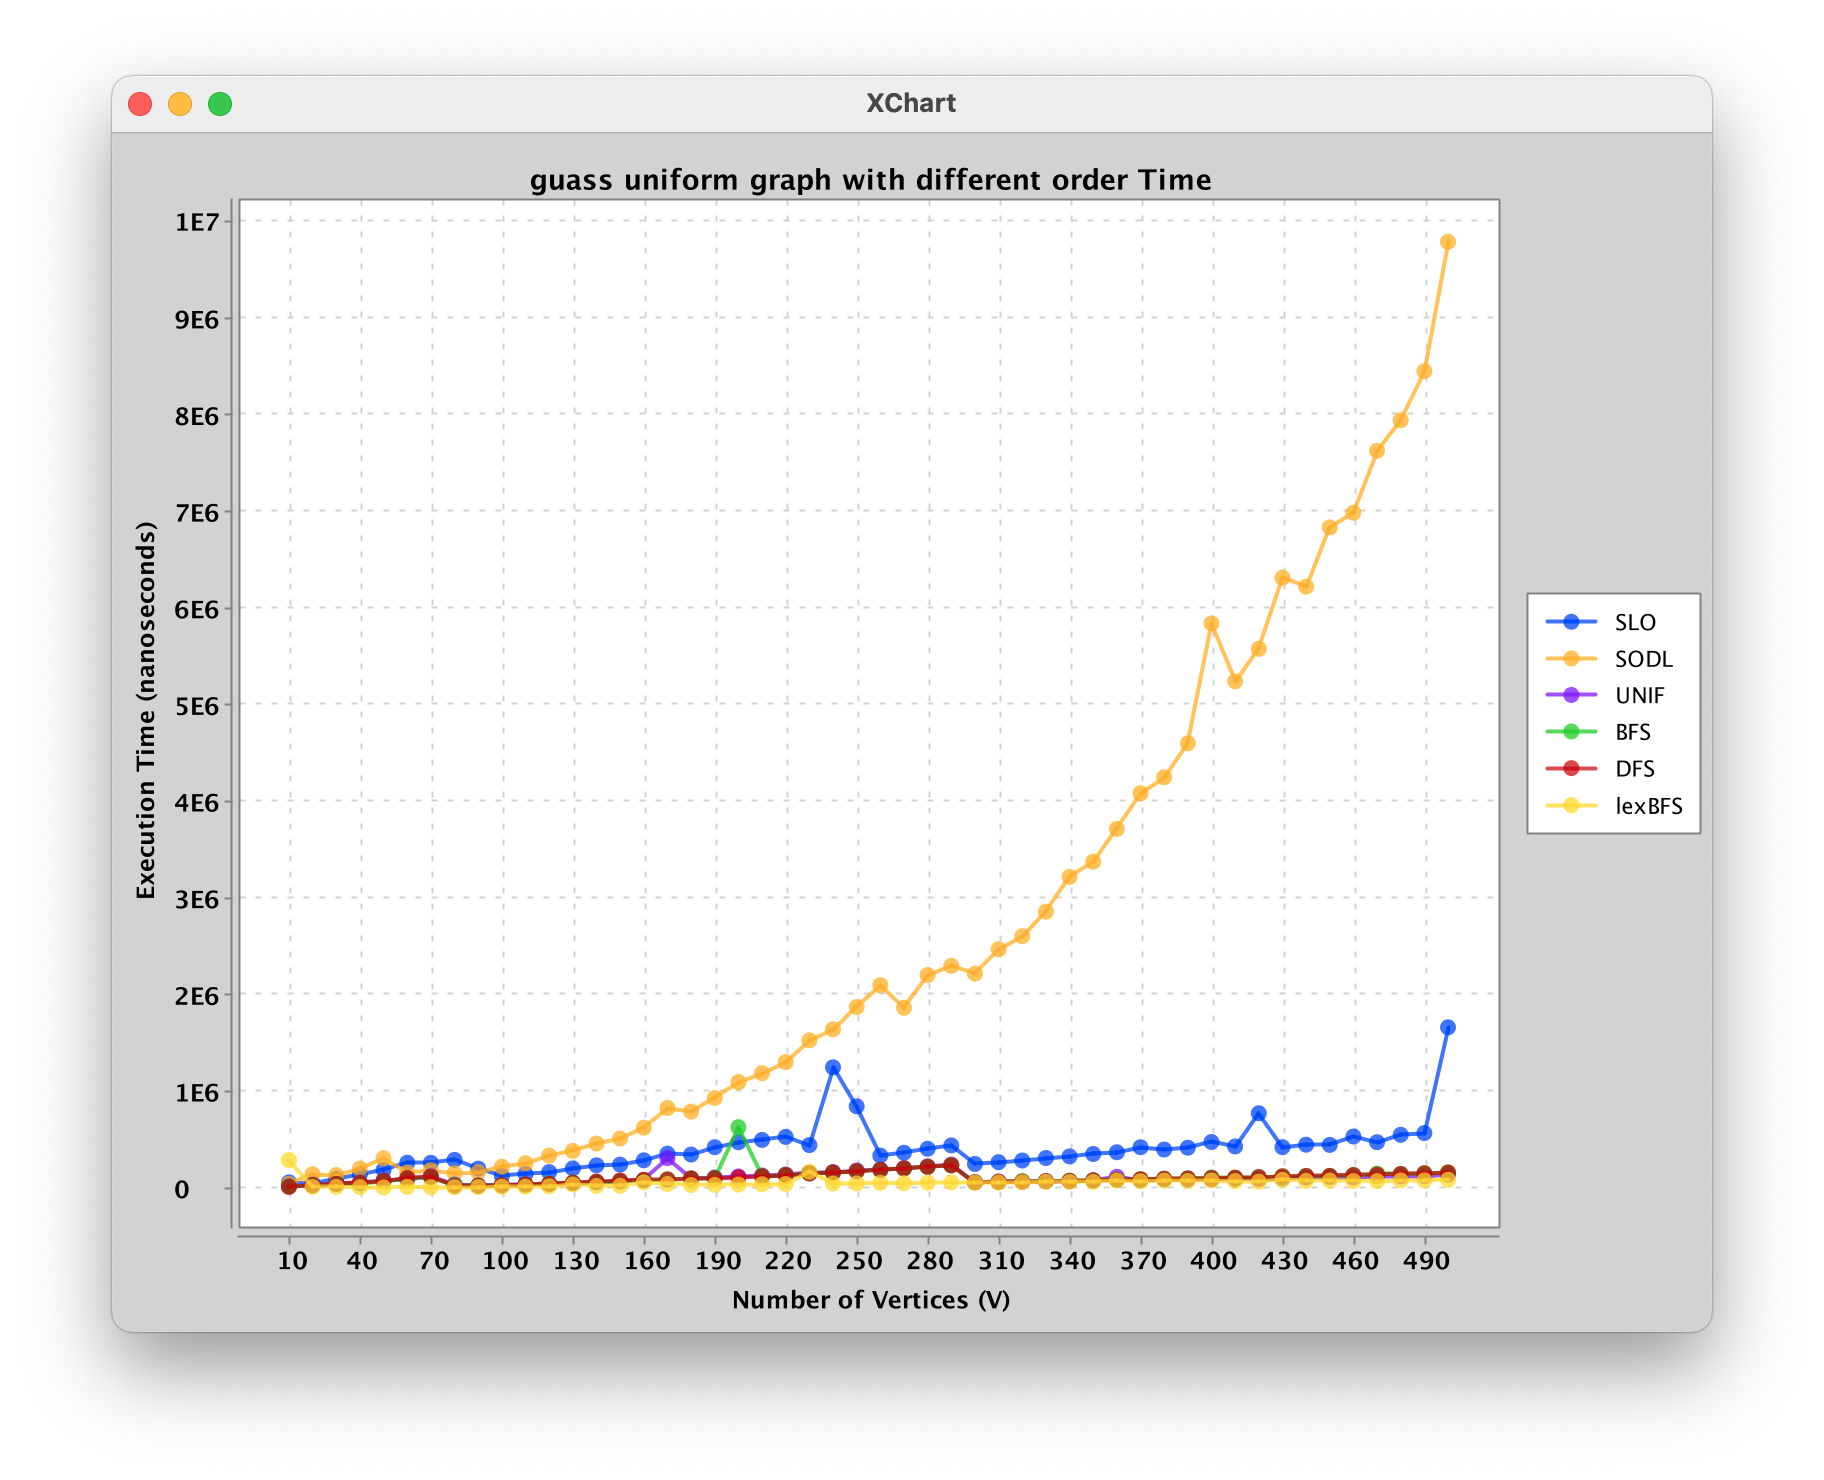 XChart
guass uniform graph with different order Time
1E7
9E6
8E6
7E6
6E6
5E6
4E6
3E6
2E6
1E6
0
Execution Time (nanoseconds)
10 40 70 100 130 160 190 220 250 280 310 340 370 400 430 460 490
Number of Vertices (V)
SLO
SODL
UNIF
BFS
DFS
lexBFS